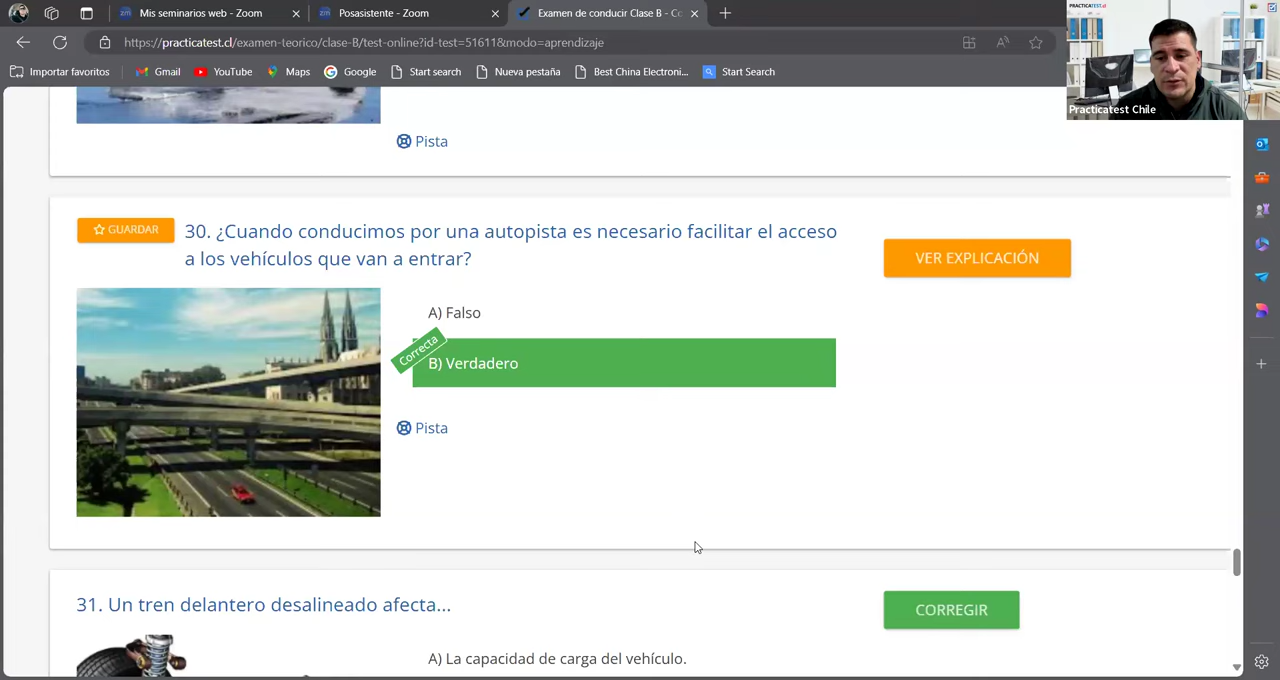 Mis seminarios web - Zoom
Posasistente - Zoom
Examen de conducir Clase B - Co
https://practicatest.cl/examen-teorico/clase-B/test-online?id-test=51611&modo=aprendizaje
Importar favoritos
Gmail
YouTube
Maps
Google
Start search
Nueva pestaña
Best China Electroni...
Start Search
PRACTICATEST.cl
Practicatest Chile
Pista
GUARDAR
30. ¿Cuando conducimos por una autopista es necesario facilitar el acceso
a los vehículos que van a entrar?
VER EXPLICACIÓN
A) Falso
Correcta
B) Verdadero
Pista
31. Un tren delantero desalineado afecta...
CORREGIR
A) La capacidad de carga del vehículo.